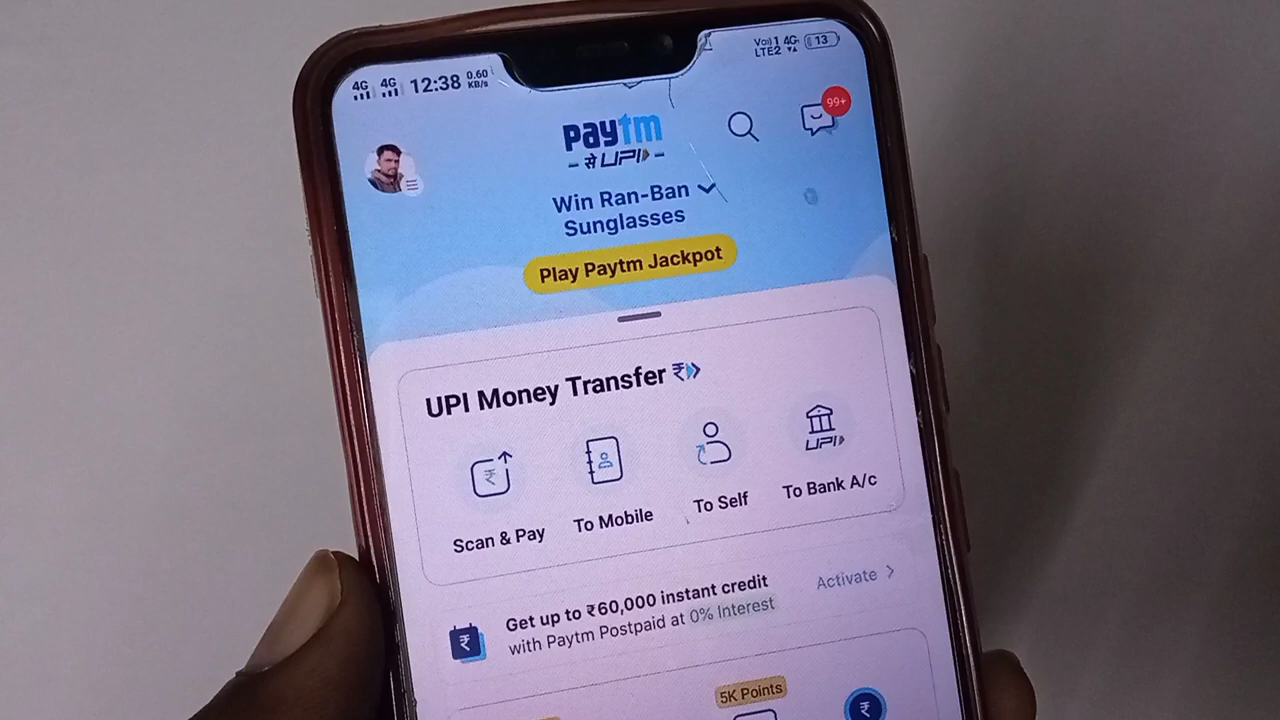 4G 4G 12:38 0.60 KB/s
Vo) 1 4G LTE2 13
99+
paytm
से UPI
Win Ran-Ban
Sunglasses
Play Paytm Jackpot
UPI Money Transfer ₹
₹
UPI
Scan & Pay To Mobile To Self To Bank A/c
Get up to ₹60,000 instant credit
with Paytm Postpaid at 0% Interest
Activate >
₹
5K Points
₹